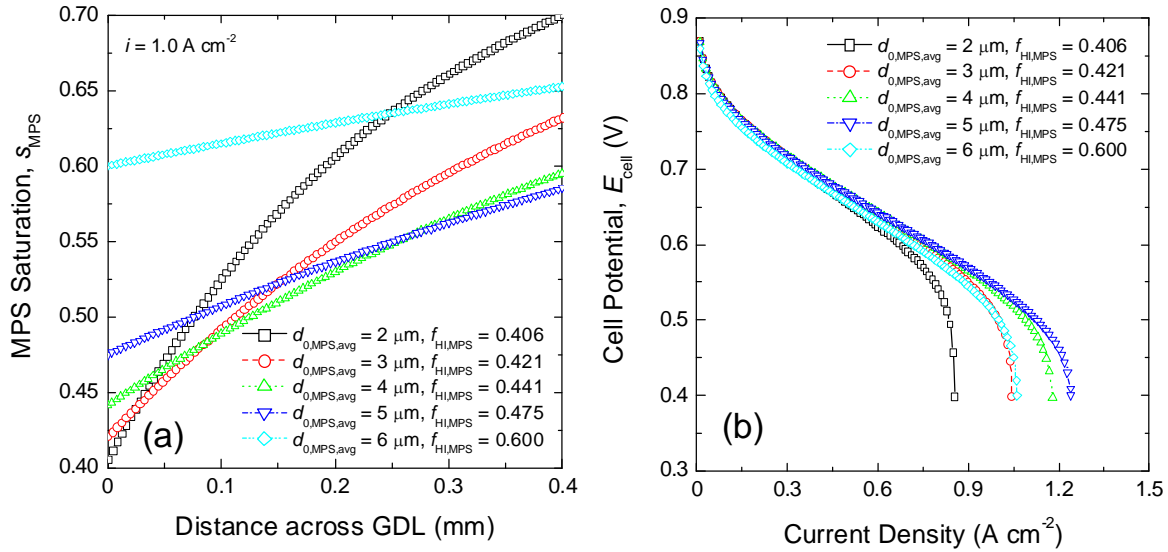 i = 1.0 A cm-2
MPS Saturation, sMPS
0.70
0.65
0.60
0.55
0.50
0.45
0.40
d0,MPS,avg = 2 μm, fHI,MPS = 0.406
d0,MPS,avg = 3 μm, fHI,MPS = 0.421
d0,MPS,avg = 4 μm, fHI,MPS = 0.441
d0,MPS,avg = 5 μm, fHI,MPS = 0.475
d0,MPS,avg = 6 μm, fHI,MPS = 0.600
(a)
0 0.1 0.2 0.3 0.4
Distance across GDL (mm)
Cell Potential, Ecell (V)
0.9
0.8
0.7
0.6
0.5
0.4
0.3
d0,MPS,avg = 2 μm, fHI,MPS = 0.406
d0,MPS,avg = 3 μm, fHI,MPS = 0.421
d0,MPS,avg = 4 μm, fHI,MPS = 0.441
d0,MPS,avg = 5 μm, fHI,MPS = 0.475
d0,MPS,avg = 6 μm, fHI,MPS = 0.600
(b)
0.0 0.3 0.6 0.9 1.2 1.5
Current Density (A cm-2)